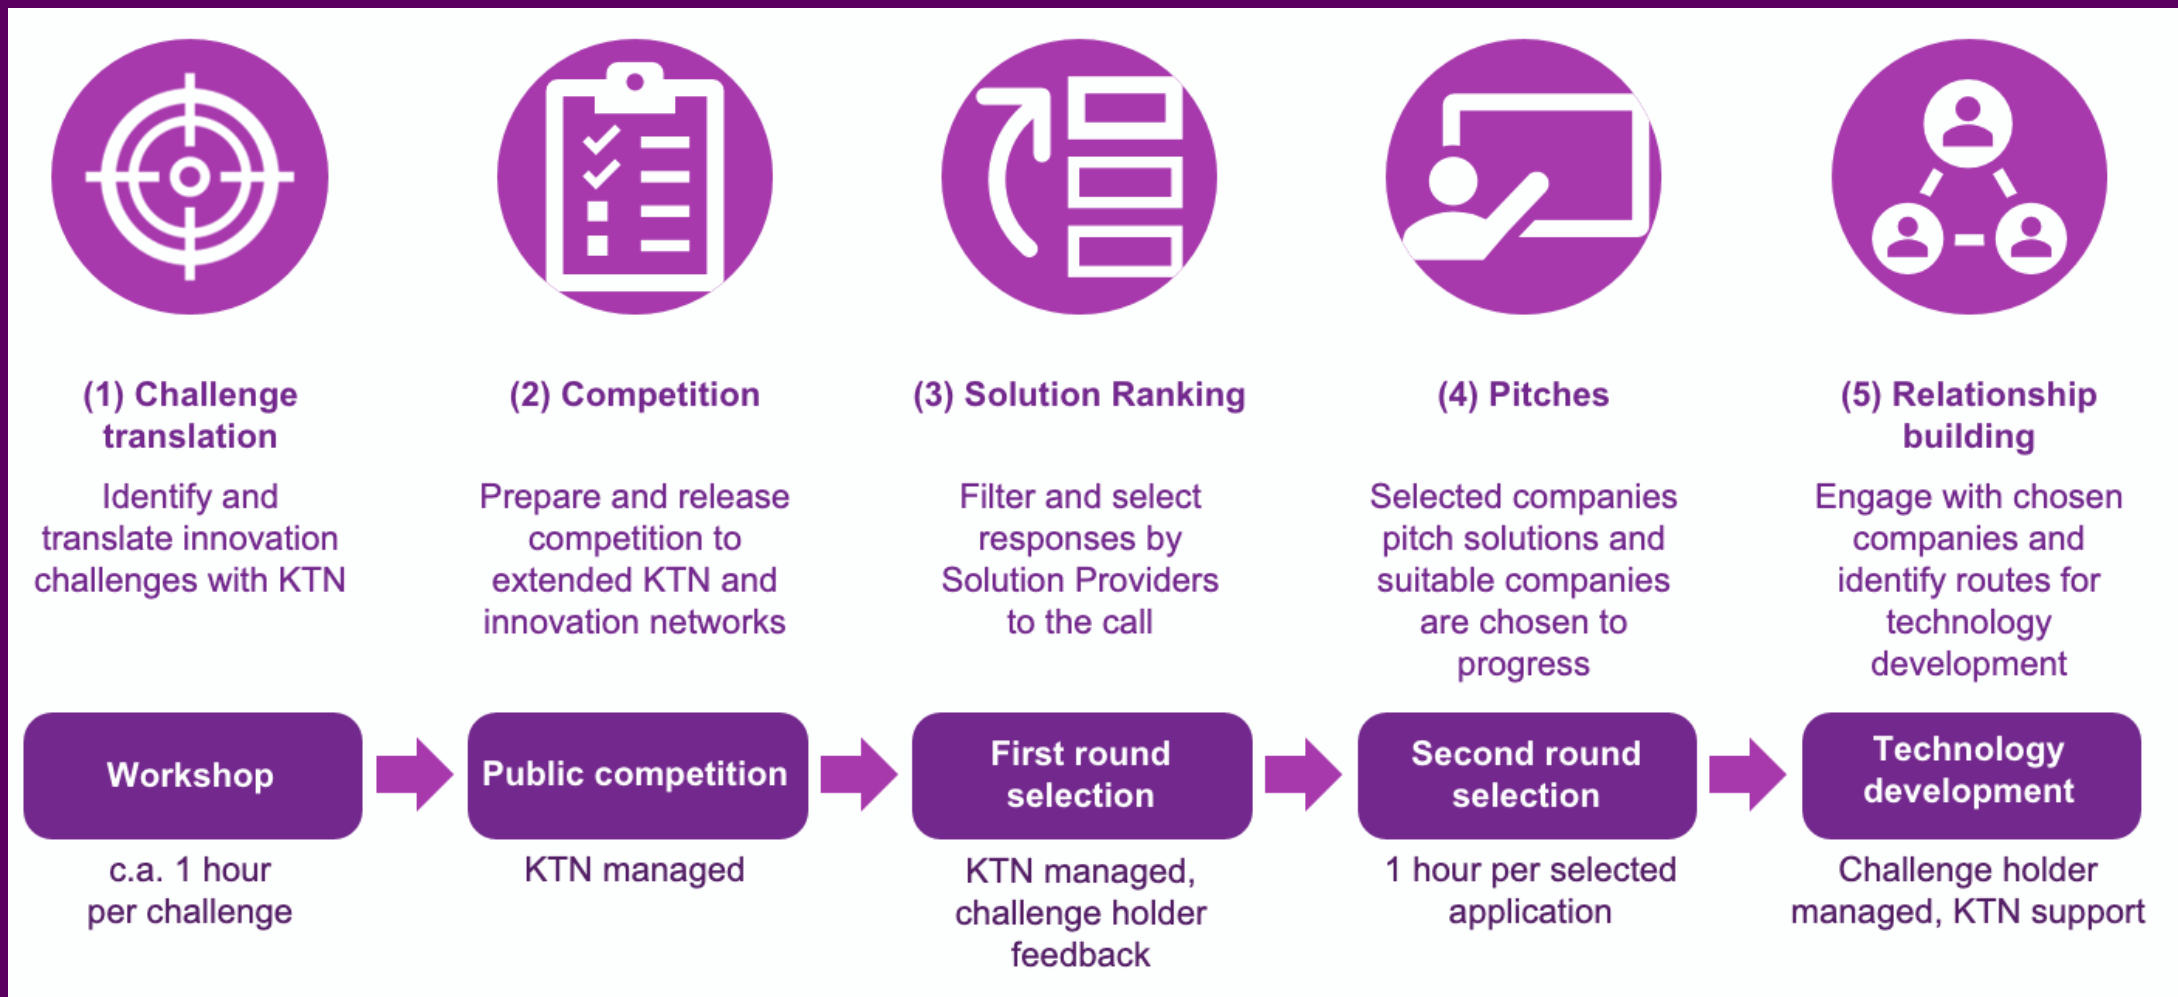 (1) Challenge
translation
Identify and
translate innovation
challenges with KTN
Workshop
c.a. 1 hour
per challenge
(2) Competition
Prepare and release
competition to
extended KTN and
innovation networks
Public competition
KTN managed
(3) Solution Ranking
Filter and select
responses by
Solution Providers
to the call
First round
selection
KTN managed,
challenge holder
feedback
(4) Pitches
Selected companies
pitch solutions and
suitable companies
are chosen to
progress
Second round
selection
1 hour per selected
application
(5) Relationship
building
Engage with chosen
companies and
identify routes for
technology
development
Technology
development
Challenge holder
managed, KTN support